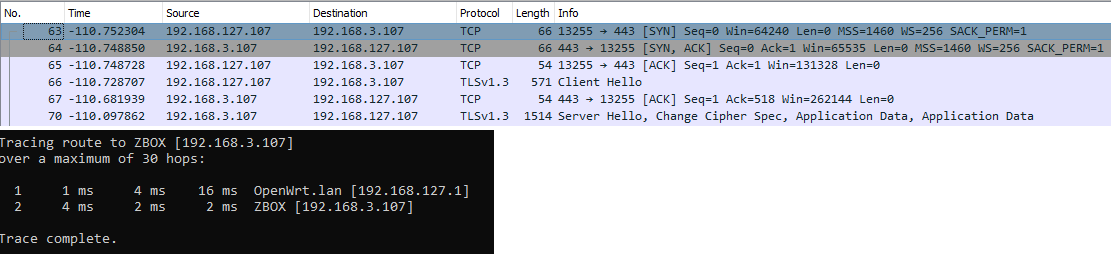 No. Time Source Destination Protocol Length Info
63 -110.752304 192.168.127.107 192.168.3.107 TCP 66 13255 → 443 [SYN] Seq=0 Win=64240 Len=0 MSS=1460 WS=256 SACK_PERM=1
64 -110.748850 192.168.3.107 192.168.127.107 TCP 66 443 → 13255 [SYN, ACK] Seq=0 Ack=1 Win=65535 Len=0 MSS=1460 WS=256 SACK_PERM=1
65 -110.748728 192.168.127.107 192.168.3.107 TCP 54 13255 → 443 [ACK] Seq=1 Ack=1 Win=131328 Len=0
66 -110.728707 192.168.127.107 192.168.3.107 TLSv1.3 571 Client Hello
67 -110.681939 192.168.3.107 192.168.127.107 TCP 54 443 → 13255 [ACK] Seq=1 Ack=518 Win=262144 Len=0
70 -110.097862 192.168.3.107 192.168.127.107 TLSv1.3 1514 Server Hello, Change Cipher Spec, Application Data, Application Data
Tracing route to ZBOX [192.168.3.107]
over a maximum of 30 hops:
1 1 ms 4 ms 16 ms OpenWrt.lan [192.168.127.1]
2 4 ms 2 ms 2 ms ZBOX [192.168.3.107]
Trace complete.